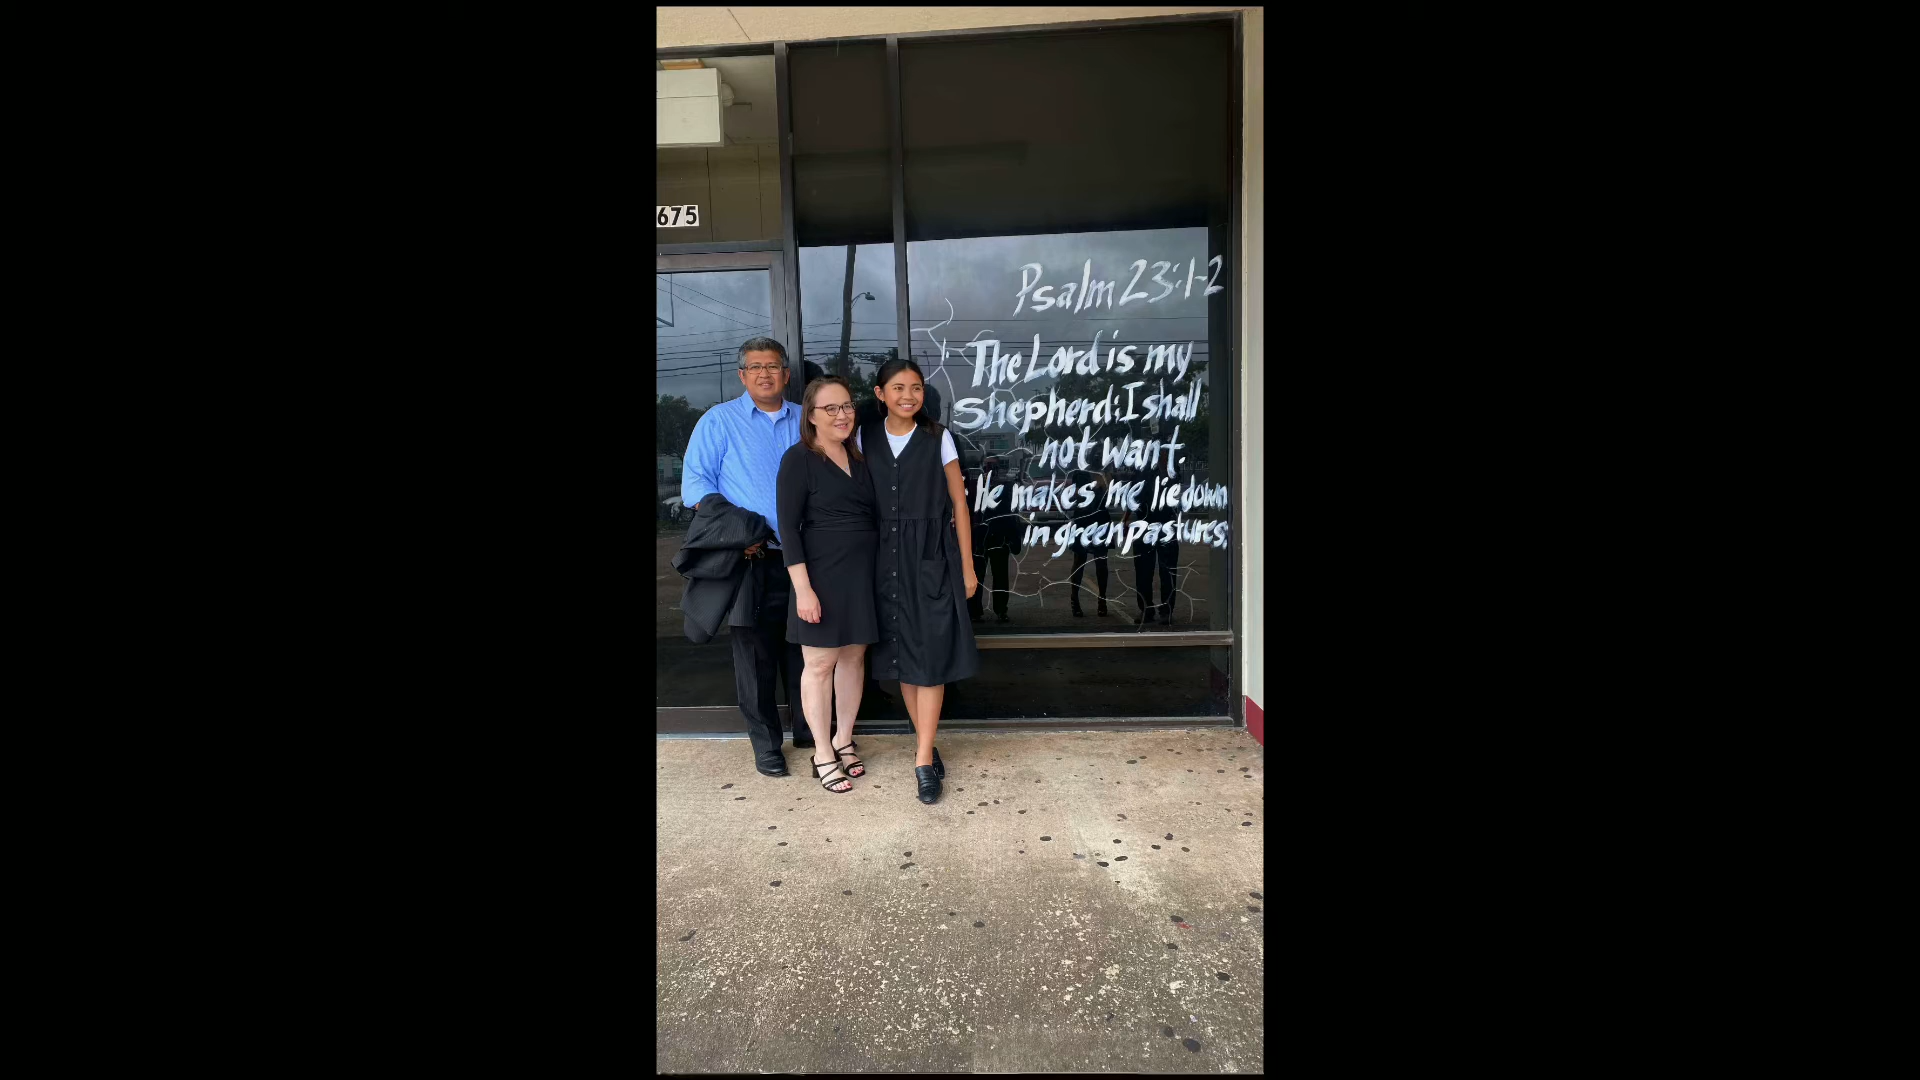 675
Psalm 23:1-2
The Lord is my
Shepherd; I shall
not want.
He makes me lie down
in green pastures;